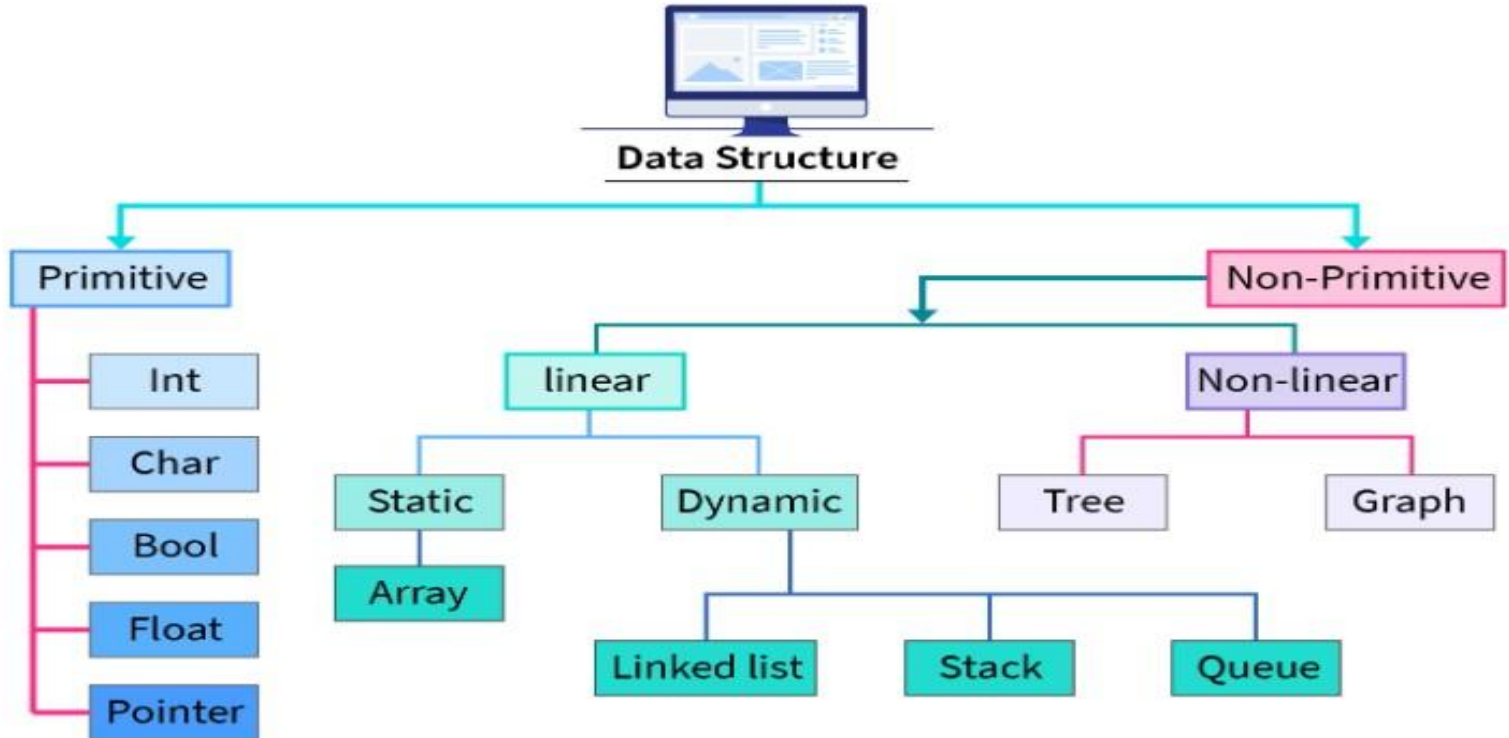 Data Structure
Primitive
Non-Primitive
Int
Char
Bool
Float
Pointer
linear
Non-linear
Static
Dynamic
Tree
Graph
Array
Linked list
Stack
Queue